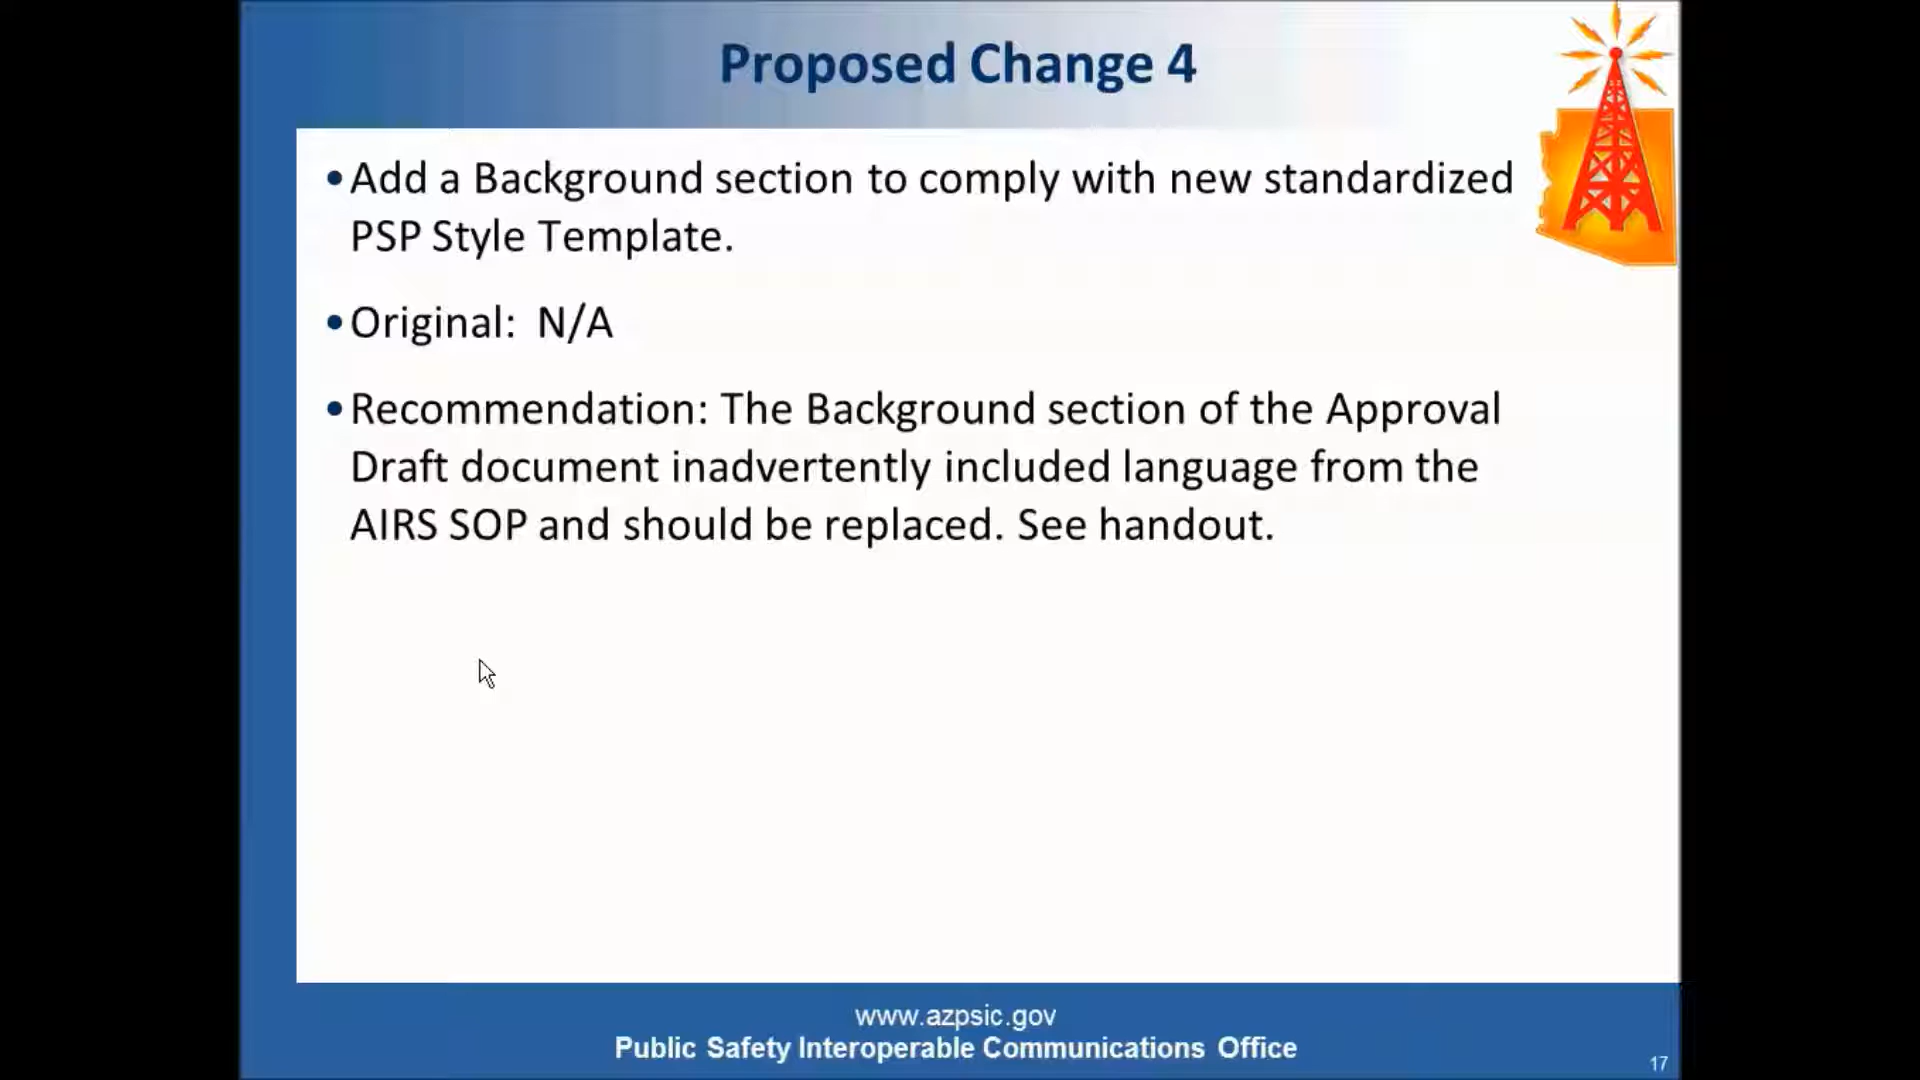 Proposed Change 4
•Add a Background section to comply with new standardized
PSP Style Template.
•Original: N/A
•Recommendation: The Background section of the Approval
Draft document inadvertently included language from the
AIRS SOP and should be replaced. See handout.
www.azpsic.gov
Public Safety Interoperable Communications Office
17